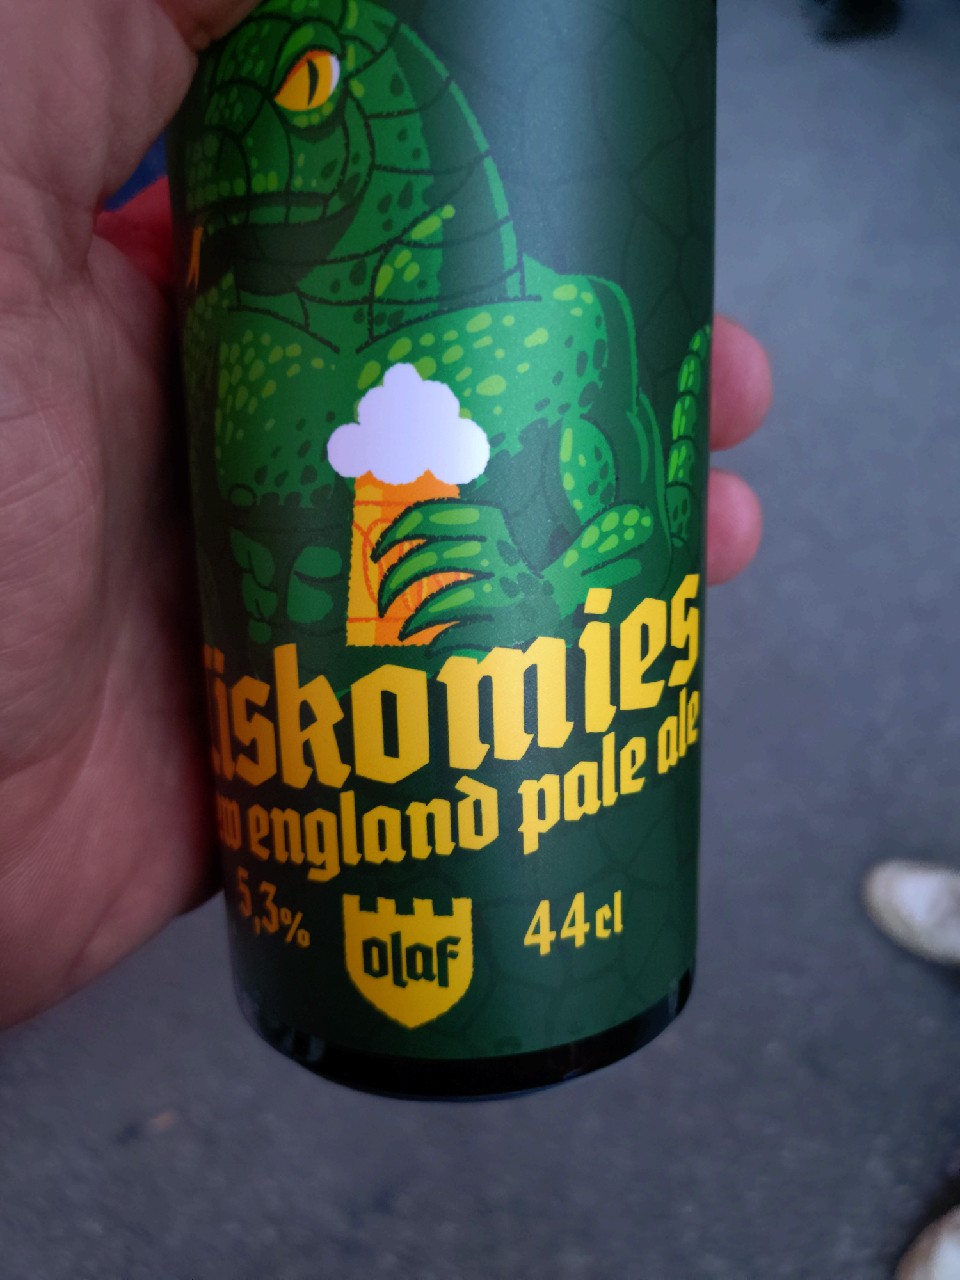 iskomies
england pale ale
5,3%
olaf
44cl